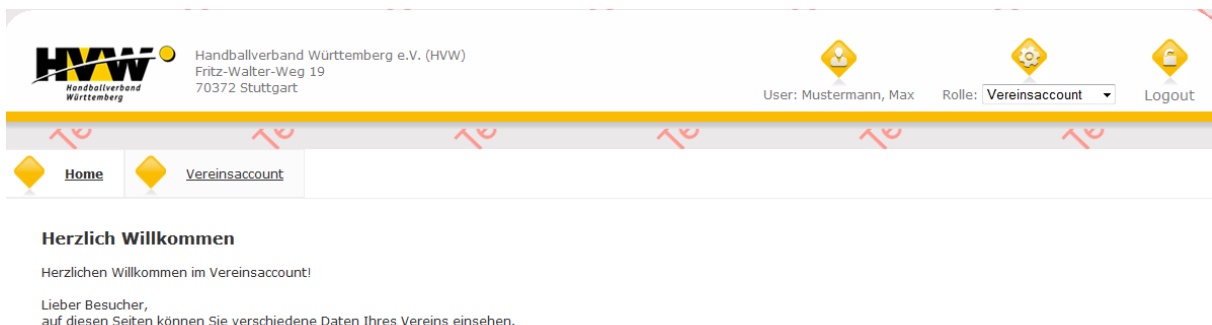 HVW
Handballverband
Württemberg
Handballverband Württemberg e.V. (HVW)
Fritz-Walter-Weg 19
70372 Stuttgart
User: Mustermann, Max
Rolle: Vereinsaccount
Logout
Home
Vereinsaccount
Herzlich Willkommen
Herzlichen Willkommen im Vereinsaccount!
Lieber Besucher,
auf diesen Seiten können Sie verschiedene Daten Ihres Vereins einsehen.